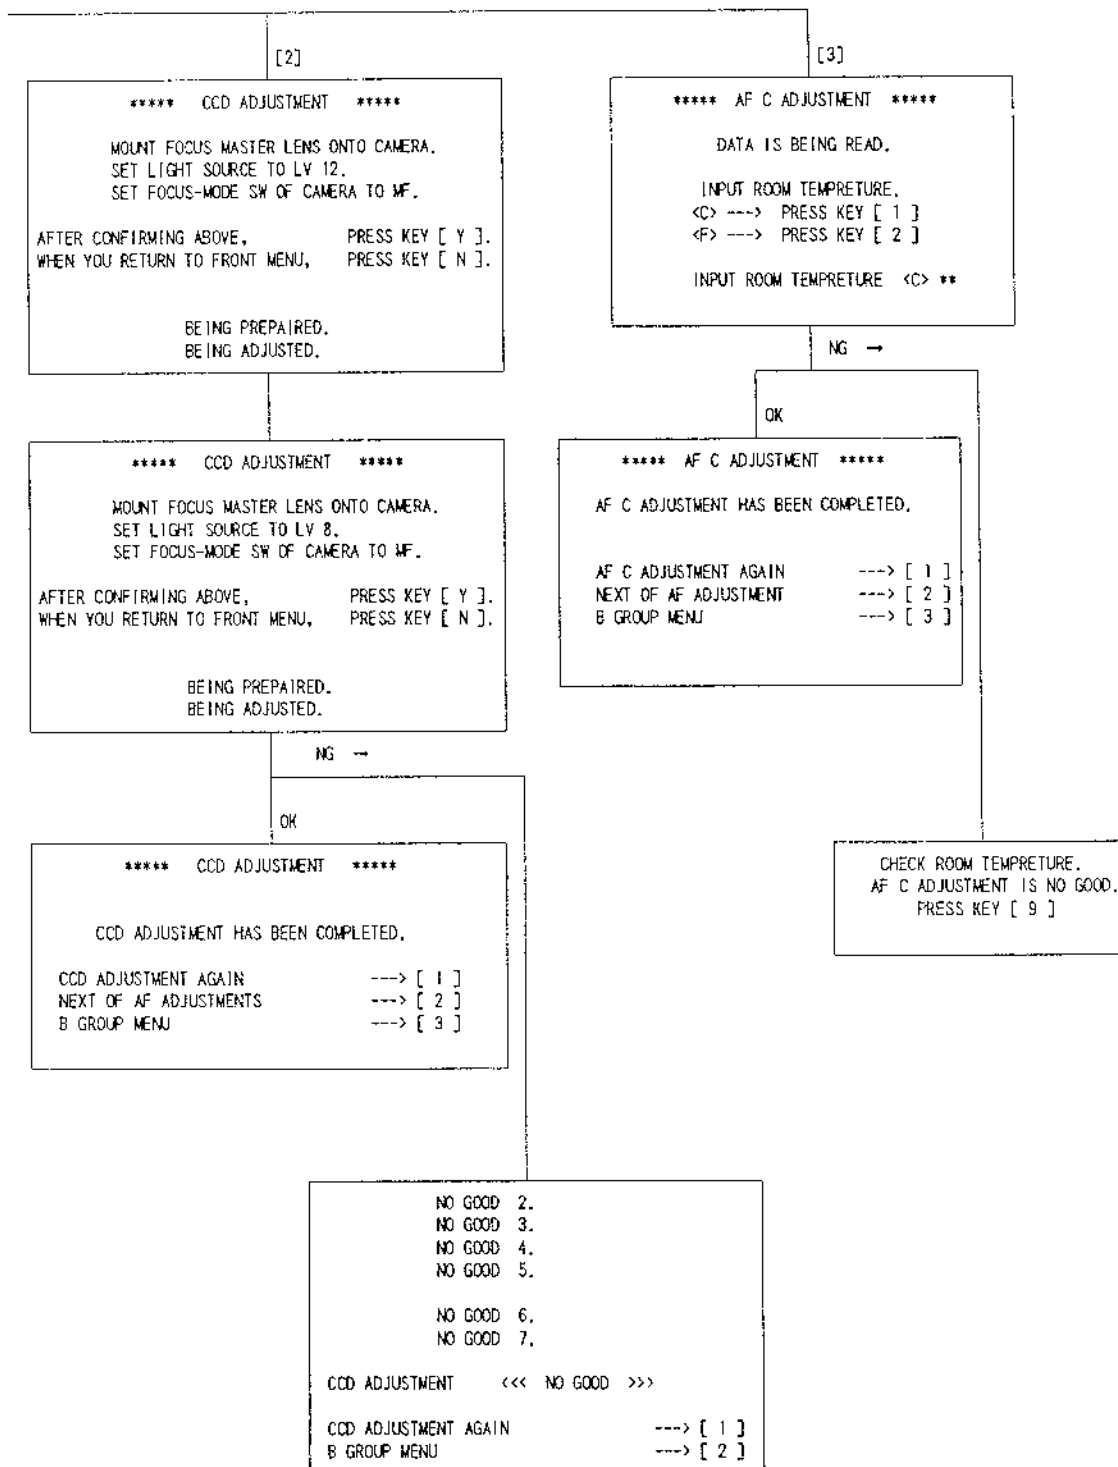 [2]
***** CCD ADJUSTMENT *****
MOUNT FOCUS MASTER LENS ONTO CAMERA.
SET LIGHT SOURCE TO LV 12.
SET FOCUS-MODE SW OF CAMERA TO MF.
AFTER CONFIRMING ABOVE, PRESS KEY [ Y ].
WHEN YOU RETURN TO FRONT MENU, PRESS KEY [ N ].
BEING PREPAIRED.
BEING ADJUSTED.
***** CCD ADJUSTMENT *****
MOUNT FOCUS MASTER LENS ONTO CAMERA.
SET LIGHT SOURCE TO LV 8.
SET FOCUS-MODE SW OF CAMERA TO MF.
AFTER CONFIRMING ABOVE, PRESS KEY [ Y ].
WHEN YOU RETURN TO FRONT MENU, PRESS KEY [ N ].
BEING PREPAIRED.
BEING ADJUSTED.
NG →
OK
***** CCD ADJUSTMENT *****
CCD ADJUSTMENT HAS BEEN COMPLETED.
CCD ADJUSTMENT AGAIN ---> [ 1 ]
NEXT OF AF ADJUSTMENTS ---> [ 2 ]
B GROUP MENU ---> [ 3 ]
NO GOOD 2.
NO GOOD 3.
NO GOOD 4.
NO GOOD 5.
NO GOOD 6.
NO GOOD 7.
CCD ADJUSTMENT <<< NO GOOD >>>
CCD ADJUSTMENT AGAIN ---> [ 1 ]
B GROUP MENU ---> [ 2 ]
[3]
***** AF C ADJUSTMENT *****
DATA IS BEING READ.
INPUT ROOM TEMPRETURE.
<C> ---> PRESS KEY [ 1 ]
<F> ---> PRESS KEY [ 2 ]
INPUT ROOM TEMPRETURE <C> **
NG →
OK
***** AF C ADJUSTMENT *****
AF C ADJUSTMENT HAS BEEN COMPLETED.
AF C ADJUSTMENT AGAIN ---> [ 1 ]
NEXT OF AF ADJUSTMENT ---> [ 2 ]
B GROUP MENU ---> [ 3 ]
CHECK ROOM TEMPRETURE.
AF C ADJUSTMENT IS NO GOOD.
PRESS KEY [ 9 ]